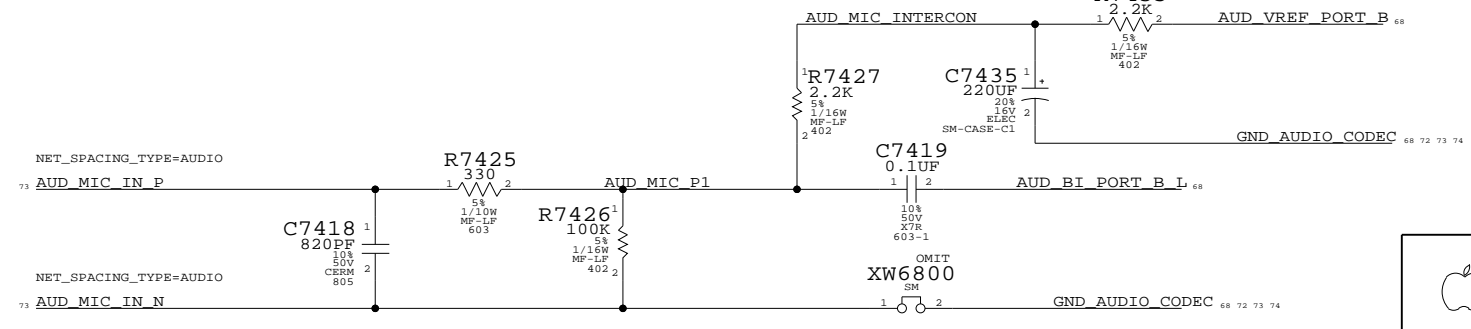 2.2K
AUD_MIC_INTERCON
1
2
AUD_VREF_PORT_B 68
5%
1/16W
MF-LF
402
1
R7427
2.2K
5%
1/16W
MF-LF
402
2
C7435
1
+
220UF
20%
16V
2
ELEC
SM-CASE-C1
GND_AUDIO_CODEC 68 72 73 74
NET_SPACING_TYPE=AUDIO
R7425
330
C7419
0.1UF
73 AUD_MIC_IN_P
1
2
AUD_MIC_P1
1
2
AUD_BI_PORT_B_L 68
5%
1/10W
MF-LF
603
10%
50V
X7R
603-1
C7418
1
820PF
10%
50V
CERM
2
805
R7426
1
100K
5%
1/16W
MF-LF
402
2
OMIT
XW6800
SM
NET_SPACING_TYPE=AUDIO
73 AUD_MIC_IN_N
1
2
GND_AUDIO_CODEC 68 72 73 74